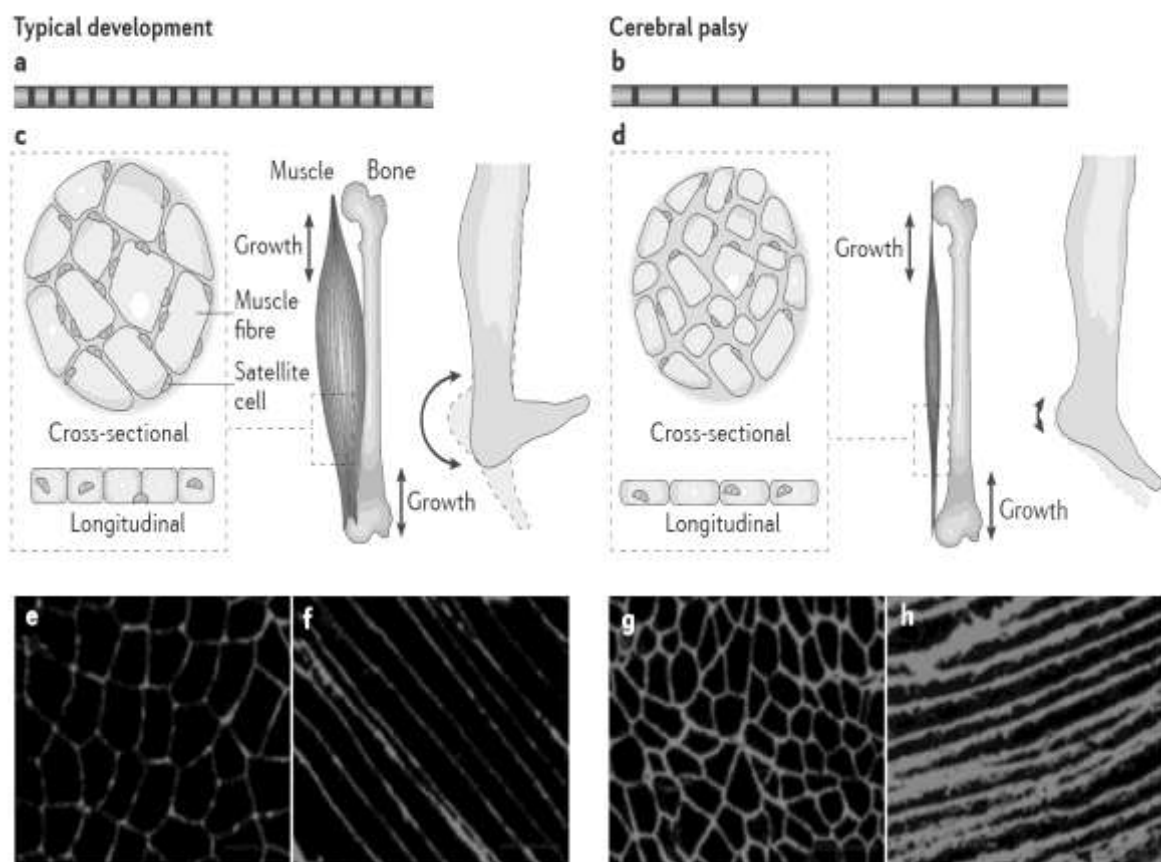 Typical development
Cerebral palsy
a
b
c
d
Muscle
Bone
Growth
Muscle
fibre
Satellite
cell
Cross-sectional
Growth
Longitudinal
Growth
Cross-sectional
Growth
Longitudinal
e
f
g
h